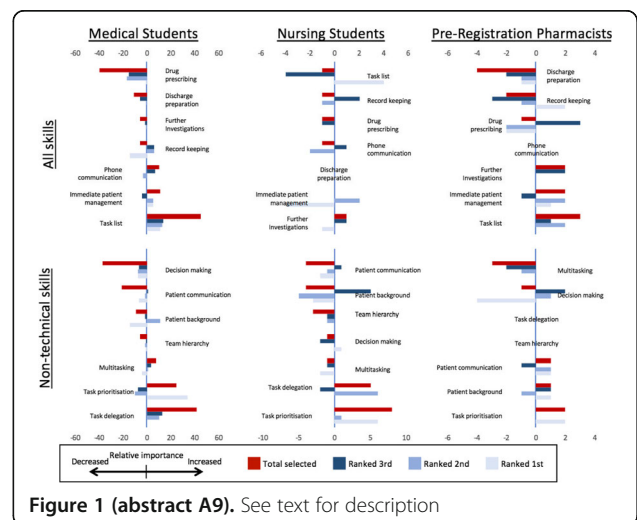 Medical Students
Nursing Students
Pre-Registration Pharmacists
-60 -40 -20 0 20 40 60
-6 -4 -2 0 2 4 6
-4 -2 0 2 4
All skills
Drug
prescribing
Discharge
preparation
Further
Investigations
Record keeping
Phone
communication
Immediate patient
management
Task list
Task list
Record keeping
Drug
prescribing
Phone
communication
Discharge
preparation
Immediate patient
management
Further
Investigations
Discharge
preparation
Record keeping
Drug
prescribing
Phone
communication
Further
Investigations
Immediate patient
management
Task list
Non-technical skills
Decision making
Patient communication
Patient background
Team hierarchy
Multitasking
Task prioritisation
Task delegation
Patient communication
Patient background
Team hierarchy
Decision making
Multitasking
Task delegation
Task prioritisation
Multitasking
Decision making
Task delegation
Team hierarchy
Patient communication
Patient background
Task prioritisation
-60 -40 -20 0 20 40 60
-10 -5 0 5 10
-4 -2 0 2 4
Relative importance
Decreased Increased
Total selected Ranked 3rd Ranked 2nd Ranked 1st
Figure 1 (abstract A9). See text for description